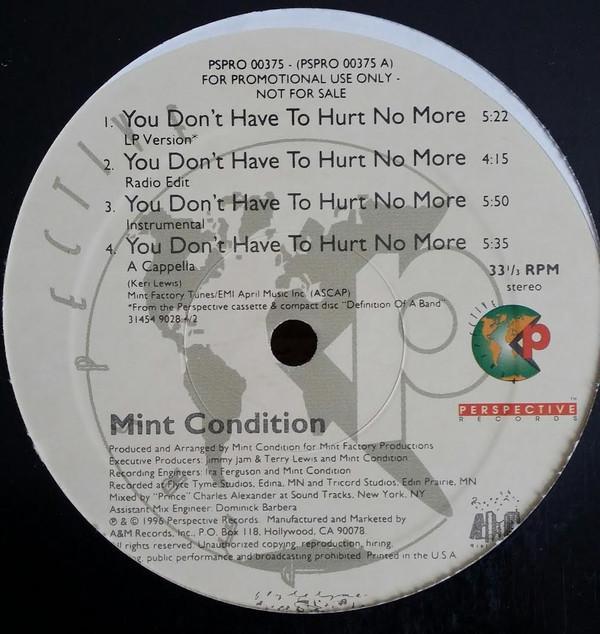 PSPRO 00375 - (PSPRO 00375 A)
FOR PROMOTIONAL USE ONLY -
NOT FOR SALE
1. You Don't Have To Hurt No More 5:22
LP Version*
2. You Don't Have To Hurt No More 4:15
Radio Edit
3. You Don't Have To Hurt No More 5:50
Instrumental
4. You Don't Have To Hurt No More 5:35
A Cappella
(Keri Lewis)
Mint Factory Tunes/EMI April Music Inc. (ASCAP)
*From the Perspective cassette & compact disc "Definition Of A Band"
31454 9028 4/2
33 1/3 RPM
stereo
P
PERSPECTIVE™
RECORDS
Mint Condition
Produced and Arranged by Mint Condition for Mint Factory Productions
Executive Producers: Jimmy Jam & Terry Lewis and Mint Condition
Recording Engineers: Ira Ferguson and Mint Condition
Recorded at Flyte Tyme Studios, Edina, MN and Tricord Studios, Edin Prairie, MN
Mixed by "Prince" Charles Alexander at Sound Tracks, New York, NY
Assistant Mix Engineer: Dominick Barbera
℗ & © 1996 Perspective Records. Manufactured and Marketed by
A&M Records, Inc., P.O. Box 118, Hollywood, CA 90078.
All rights reserved. Unauthorized copying, reproduction, hiring,
public performance and broadcasting prohibited. Printed in the U.S.A.